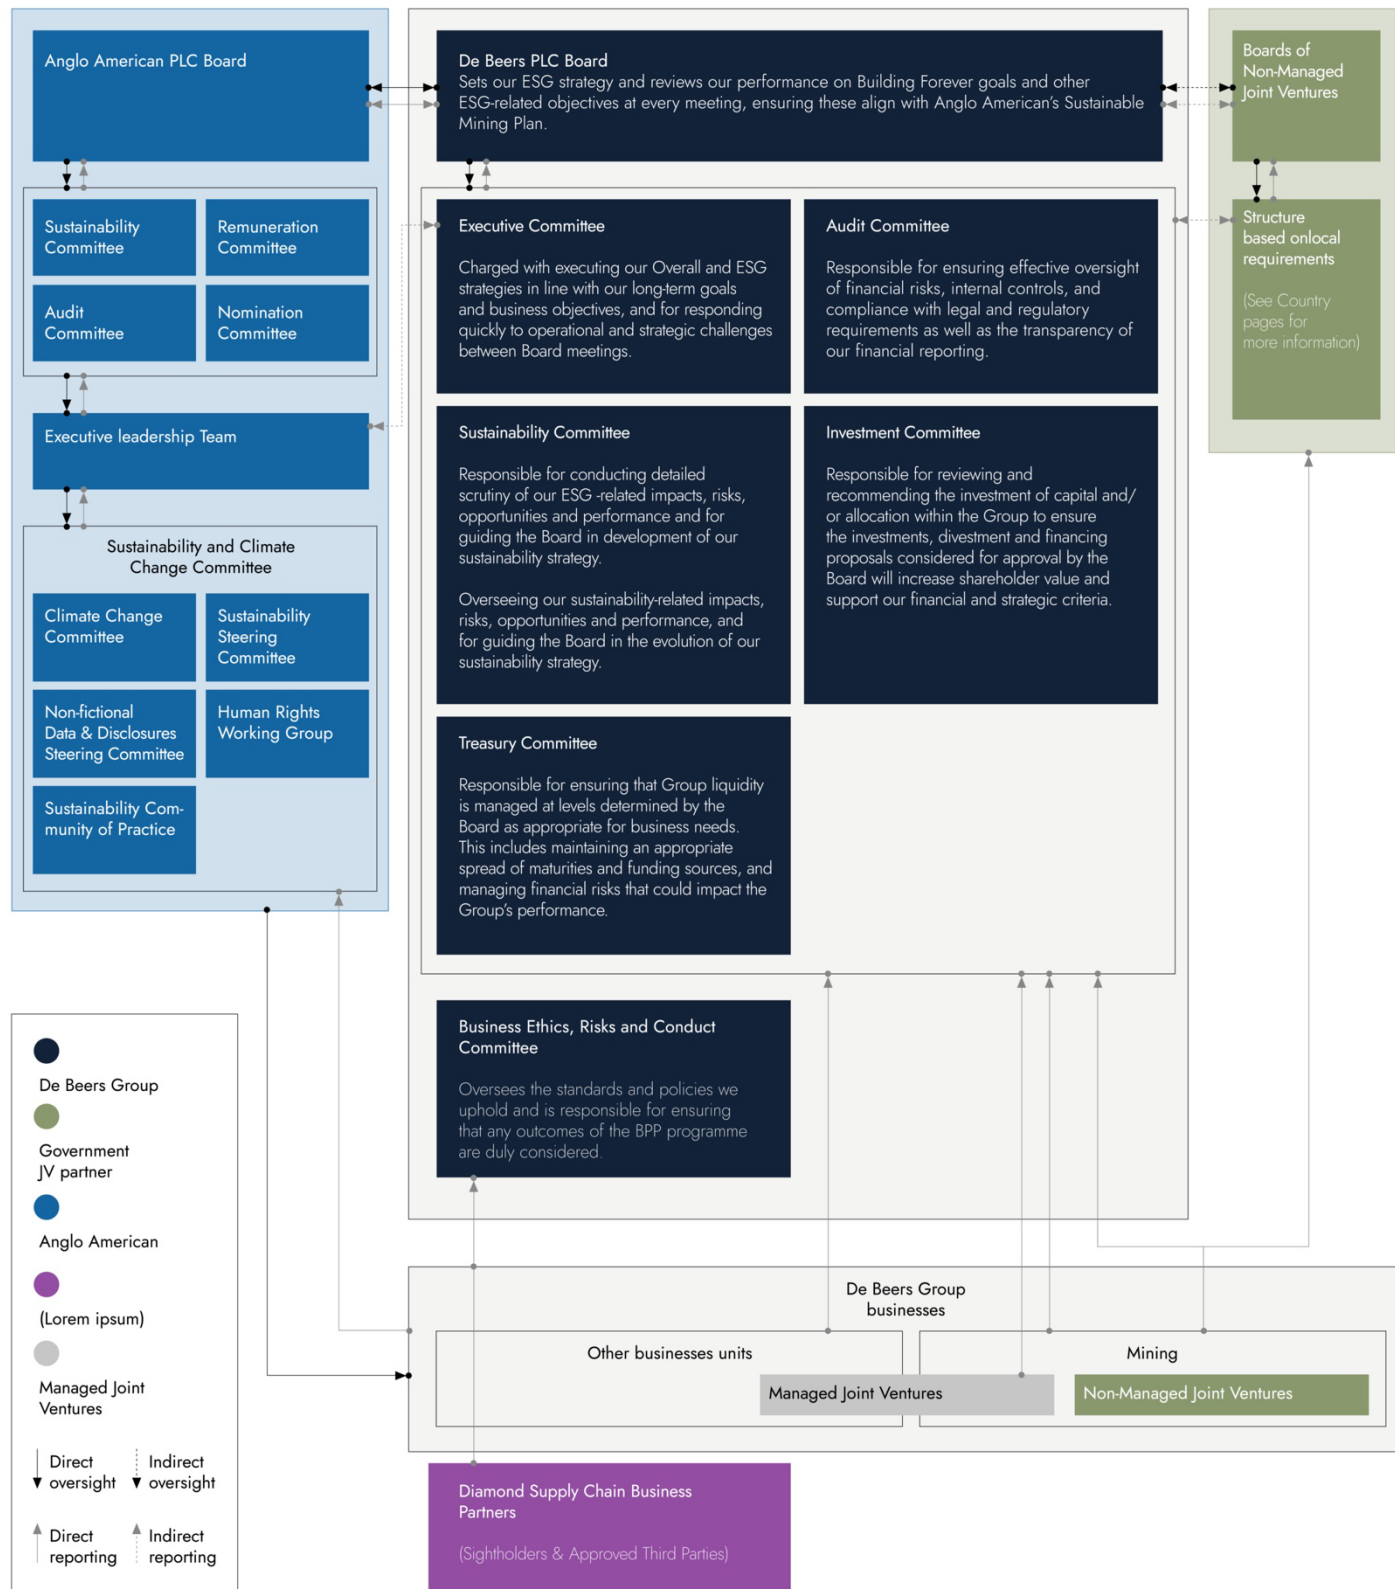 Anglo American PLC Board
Sustainability
Committee
Remuneration
Committee
Audit
Committee
Nomination
Committee
Executive leadership Team
Sustainability and Climate
Change Committee
Climate Change
Committee
Sustainability
Steering
Committee
Non-fictional
Data & Disclosures
Steering Committee
Human Rights
Working Group
Sustainability Com-
munity of Practice
De Beers PLC Board
Sets our ESG strategy and reviews our performance on Building Forever goals and other
ESG-related objectives at every meeting, ensuring these align with Anglo American's Sustainable
Mining Plan.
Executive Committee
Charged with executing our Overall and ESG
strategies in line with our long-term goals
and business objectives, and for responding
quickly to operational and strategic challenges
between Board meetings.
Audit Committee
Responsible for ensuring effective oversight
of financial risks, internal controls, and
compliance with legal and regulatory
requirements as well as the transparency of
our financial reporting.
Sustainability Committee
Responsible for conducting detailed
scrutiny of our ESG -related impacts, risks,
opportunities and performance and for
guiding the Board in development of our
sustainability strategy.
Overseeing our sustainability-related impacts,
risks, opportunities and performance, and
for guiding the Board in the evolution of our
sustainability strategy.
Investment Committee
Responsible for reviewing and
recommending the investment of capital and/
or allocation within the Group to ensure
the investments, divestment and financing
proposals considered for approval by the
Board will increase shareholder value and
support our financial and strategic criteria.
Treasury Committee
Responsible for ensuring that Group liquidity
is managed at levels determined by the
Board as appropriate for business needs.
This includes maintaining an appropriate
spread of maturities and funding sources, and
managing financial risks that could impact the
Group's performance.
Business Ethics, Risks and Conduct
Committee
Oversees the standards and policies we
uphold and is responsible for ensuring
that any outcomes of the BPP programme
are duly considered.
Boards of
Non-Managed
Joint Ventures
Structure
based onlocal
requirements
(See Country
pages for
more information)
De Beers Group
Government
JV partner
Anglo American
(Lorem ipsum)
Managed Joint
Ventures
Direct
oversight
Indirect
oversight
Direct
reporting
Indirect
reporting
De Beers Group
businesses
Other businesses units
Mining
Managed Joint Ventures
Non-Managed Joint Ventures
Diamond Supply Chain Business
Partners
(Sightholders & Approved Third Parties)